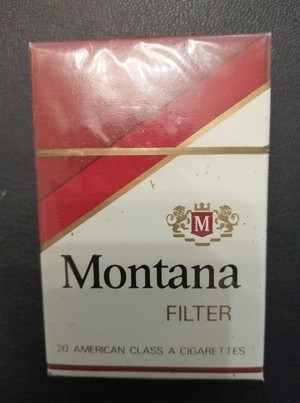 M
Montana
FILTER
20 AMERICAN CLASS A CIGARETTES